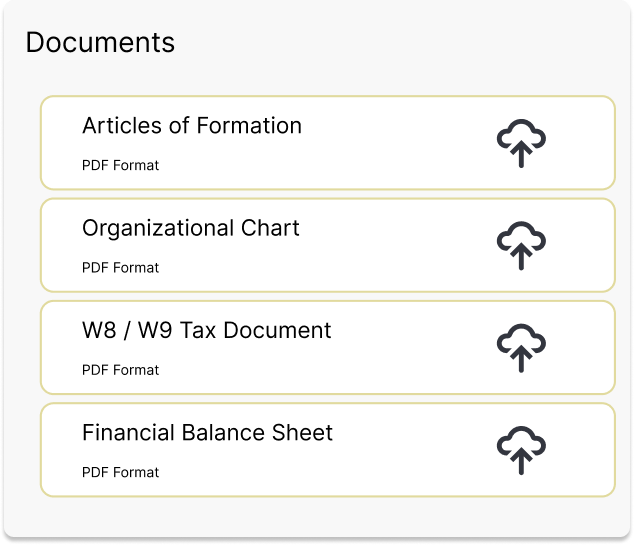 Documents
Articles of Formation
PDF Format
Organizational Chart
PDF Format
W8 / W9 Tax Document
PDF Format
Financial Balance Sheet
PDF Format